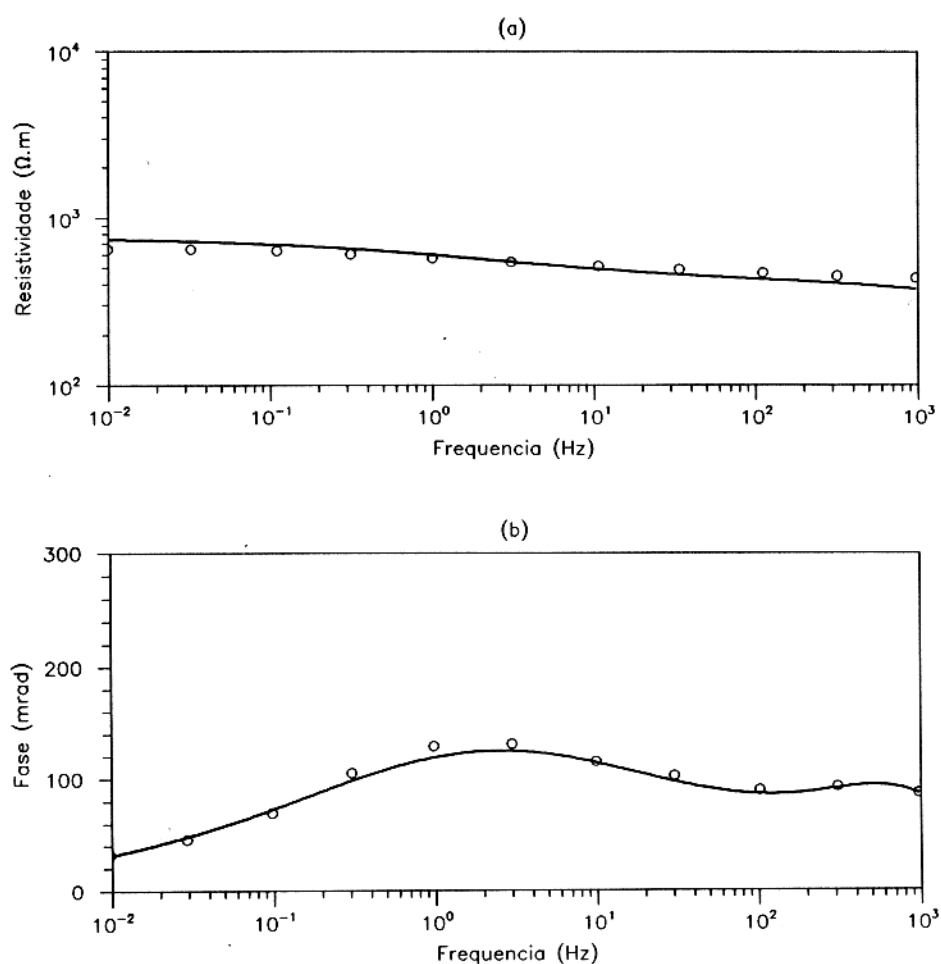 (a)
10⁴
10³
10²
Resistividade (Ω.m)
10⁻² 10⁻¹ 10⁰ 10¹ 10² 10³
Frequencia (Hz)
(b)
300
200
100
0
Fase (mrad)
10⁻² 10⁻¹ 10⁰ 10¹ 10² 10³
Frequencia (Hz)